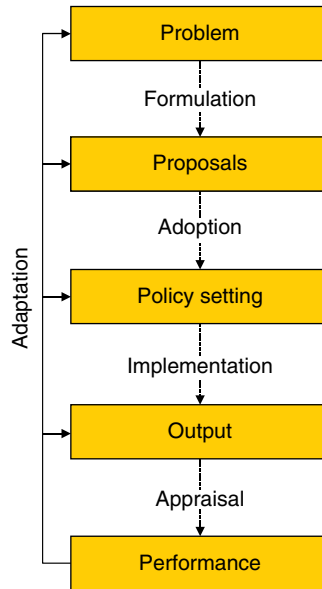 Problem
Formulation
Proposals
Adoption
Policy setting
Implementation
Output
Appraisal
Performance
Adaptation